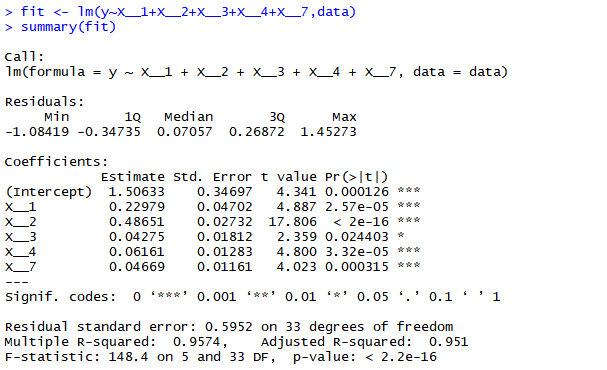 > fit <- lm(y~X__1+X__2+X__3+X__4+X__7,data)
> summary(fit)
Call:
lm(formula = y ~ X__1 + X__2 + X__3 + X__4 + X__7, data = data)
Residuals:
     Min       1Q   Median       3Q      Max
-1.08419 -0.34735  0.07057  0.26872  1.45273
Coefficients:
            Estimate Std. Error t value Pr(>|t|)
(Intercept)  1.50633    0.34697   4.341 0.000126 ***
X__1         0.22979    0.04702   4.887 2.57e-05 ***
X__2         0.48651    0.02732  17.806  < 2e-16 ***
X__3         0.04275    0.01812   2.359 0.024403 *
X__4         0.06161    0.01283   4.800 3.32e-05 ***
X__7         0.04669    0.01161   4.023 0.000315 ***
---
Signif. codes:  0 ‘***’ 0.001 ‘**’ 0.01 ‘*’ 0.05 ‘.’ 0.1 ‘ ’ 1
Residual standard error: 0.5952 on 33 degrees of freedom
Multiple R-squared:  0.9574,    Adjusted R-squared:  0.951
F-statistic: 148.4 on 5 and 33 DF,  p-value: < 2.2e-16